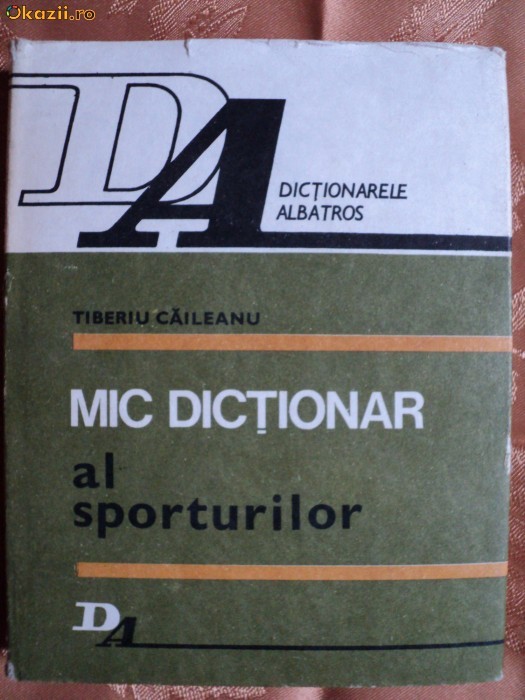 Okazii.ro
DA
DICȚIONARELE
ALBATROS
TIBERIU CĂILEANU
MIC DICȚIONAR
al
sporturilor
DA